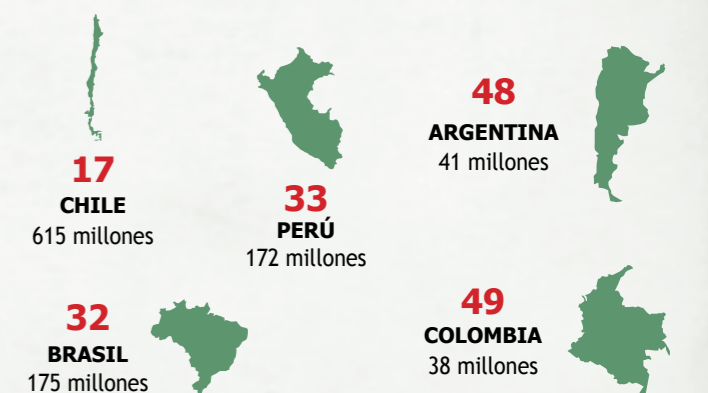 17
CHILE
615 millones
33
PERÚ
172 millones
48
ARGENTINA
41 millones
32
BRASIL
175 millones
49
COLOMBIA
38 millones